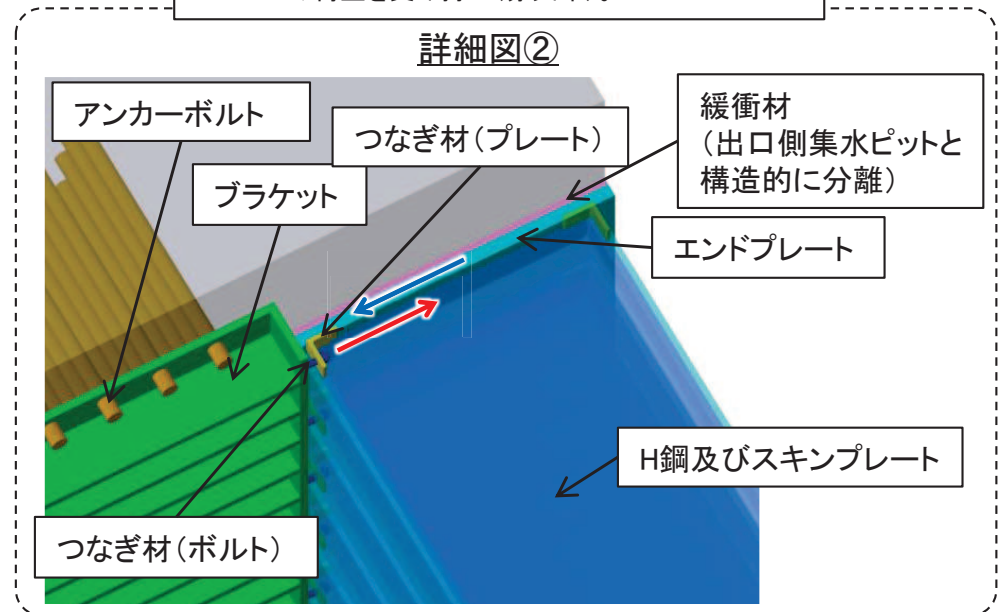 詳細図②
アンカーボルト
つなぎ材(プレート)
緩衝材
(出口側集水ピットと
構造的に分離)
ブラケット
エンドプレート
H鋼及びスキンプレート
つなぎ材(ボルト)